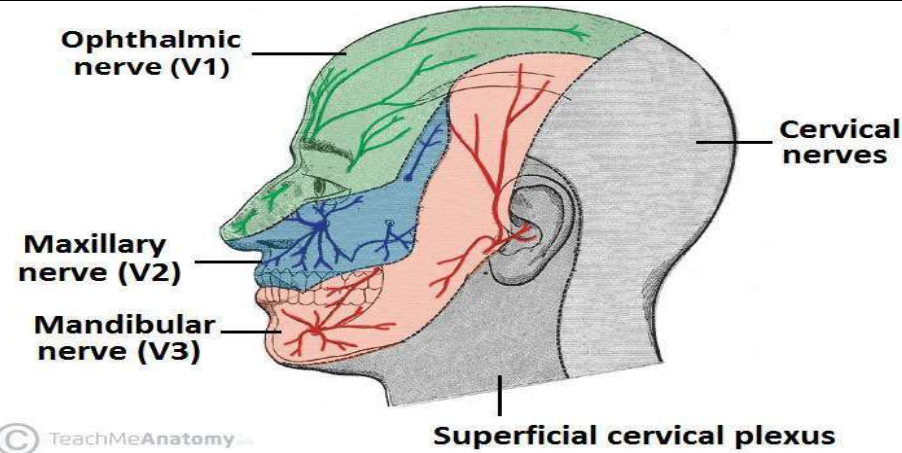 Ophthalmic
nerve (V1)
Cervical
nerves
Maxillary
nerve (V2)
Mandibular
nerve (V3)
© TeachMeAnatomy
Superficial cervical plexus